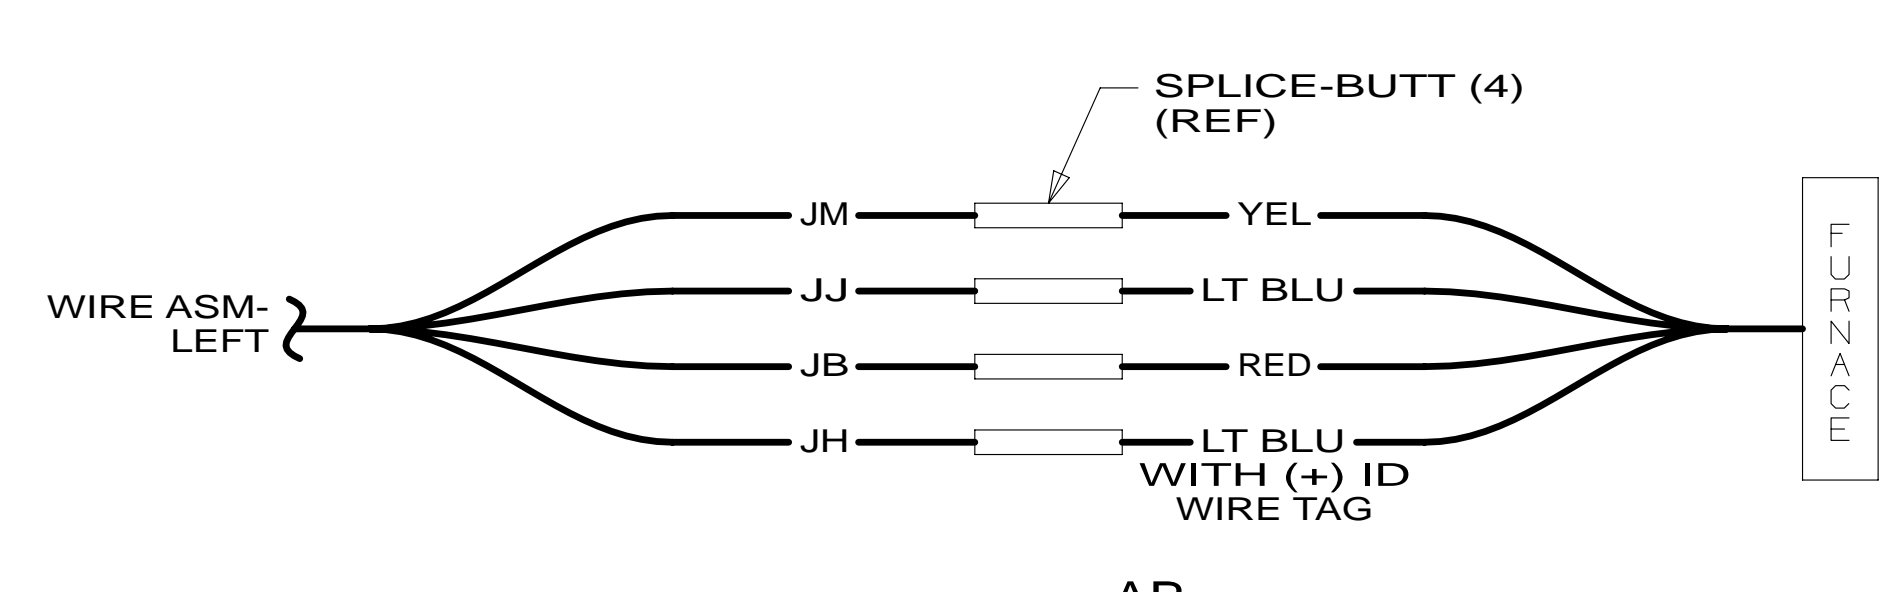 SPLICE-BUTT (4)
(REF)
JM
YEL
WIRE ASM-
LEFT
JJ
LT BLU
JB
RED
JH
LT BLU
WITH (+) ID
WIRE TAG
FURNACE